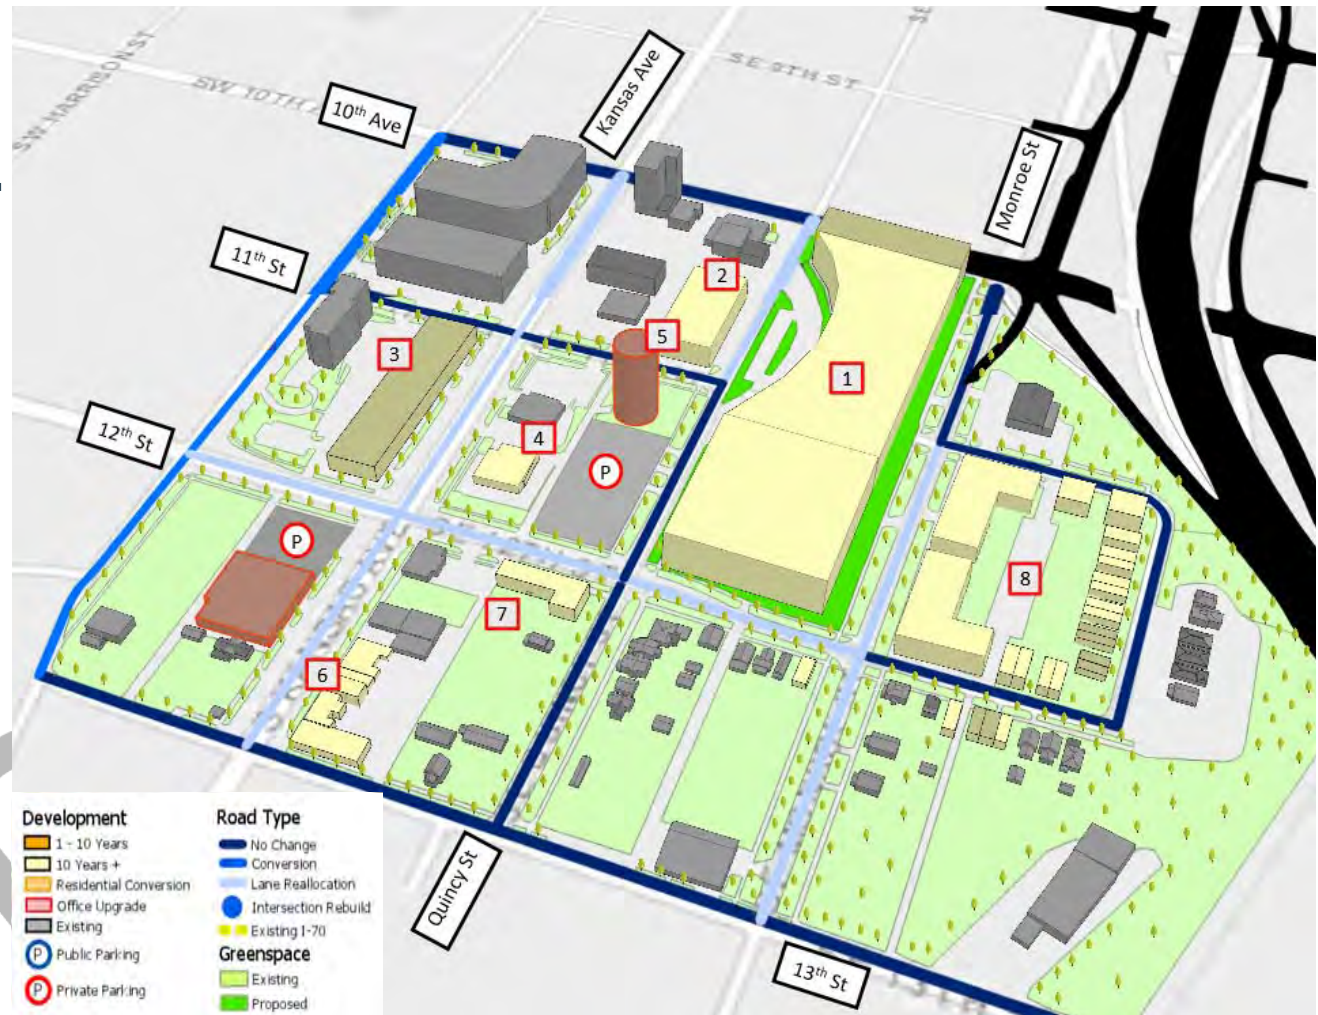 SW HARRISON ST
SW 10TH A
10th Ave
Kansas Ave
SE 9TH ST
SE
Monroe St
11th St
12th St
1
2
3
4
5
6
7
8
P
P
Quincy St
13th St
Development
1 - 10 Years
10 Years +
Residential Conversion
Office Upgrade
Existing
P Public Parking
P Private Parking
Road Type
No Change
Conversion
Lane Reallocation
Intersection Rebuild
Existing I-70
Greenspace
Existing
Proposed